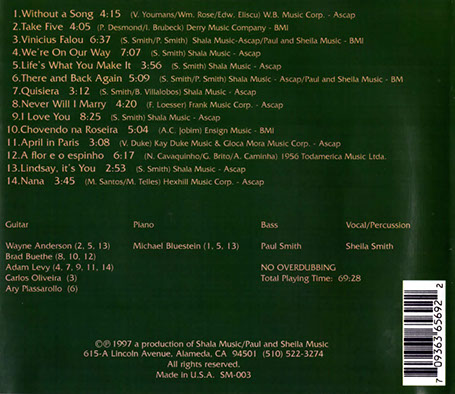 1.Without a Song 4:15 (V. Youmans/Wm. Rose/Edw. Eliscu) W.B. Music Corp. - Ascap
2.Take Five 4:05 (P. Desmond/I. Brubeck) Derry Music Company - BMI
3.Vinicius Falou 6:37 (S. Smith/P. Smith) Shala Music-Ascap/Paul and Sheila Music - BMI
4.We're On Our Way 7:07 (S. Smith) Shala Music - Ascap
5.Life's What You Make It 3:56 (S. Smith) Shala Music - Ascap
6.There and Back Again 5:09 (S. Smith/P. Smith) Shala Music - Ascap/Paul and Sheila Music - BM
7.Quisiera 3:12 (S. Smith/B. Villalobos) Shala Music - Ascap
8.Never Will I Marry 4:20 (F. Loesser) Frank Music Corp. - Ascap
9.I Love You 8:25 (S. Smith) Shala Music - Ascap
10.Chovendo na Roseira 5:04 (A.C. Jobim) Ensign Music - BMI
11.April in Paris 3:08 (V. Duke) Kay Duke Music & Gloca Mora Music Corp. - Ascap
12.A flor e o espinho 6:17 (N. Cavaquinho/G. Brito/A. Caminha) 1956 Todamerica Music Ltda.
13.Lindsay, it's You 2:53 (S. Smith) Shala Music - Ascap
14.Nana 3:45 (M. Santos/M. Telles) Hexhill Music Corp. - Ascap
Guitar Piano Bass Vocal/Percussion
Wayne Anderson (2, 5, 13) Michael Bluestein (1, 5, 13) Paul Smith Sheila Smith
Brad Buethe (8, 10, 12)
Adam Levy (4, 7, 9, 11, 14) NO OVERDUBBING
Carlos Oliveira (3) Total Playing Time: 69:28
Ary Piassarollo (6)
©℗ 1997 a production of Shala Music/Paul and Sheila Music
615-A Lincoln Avenue, Alameda, CA 94501 (510) 522-3274
All rights reserved.
Made in U.S.A. SM-003
7 09363 65692 2